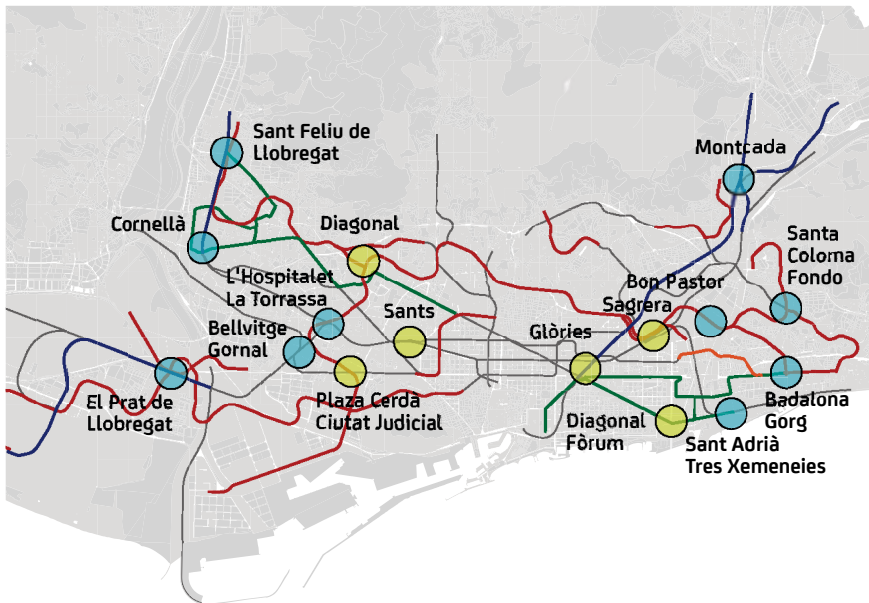 Sant Feliu de
Llobregat
Montcada
Cornellà
Diagonal
Santa
Coloma
Fondo
L'Hospitalet
La Torrassa
Bon Pastor
Sagrera
Sants
Glòries
Bellvitge
Gornal
El Prat de
Llobregat
Plaza Cerdà
Ciutat Judicial
Diagonal
Fòrum
Badalona
Gorg
Sant Adrià
Tres Xemeneies